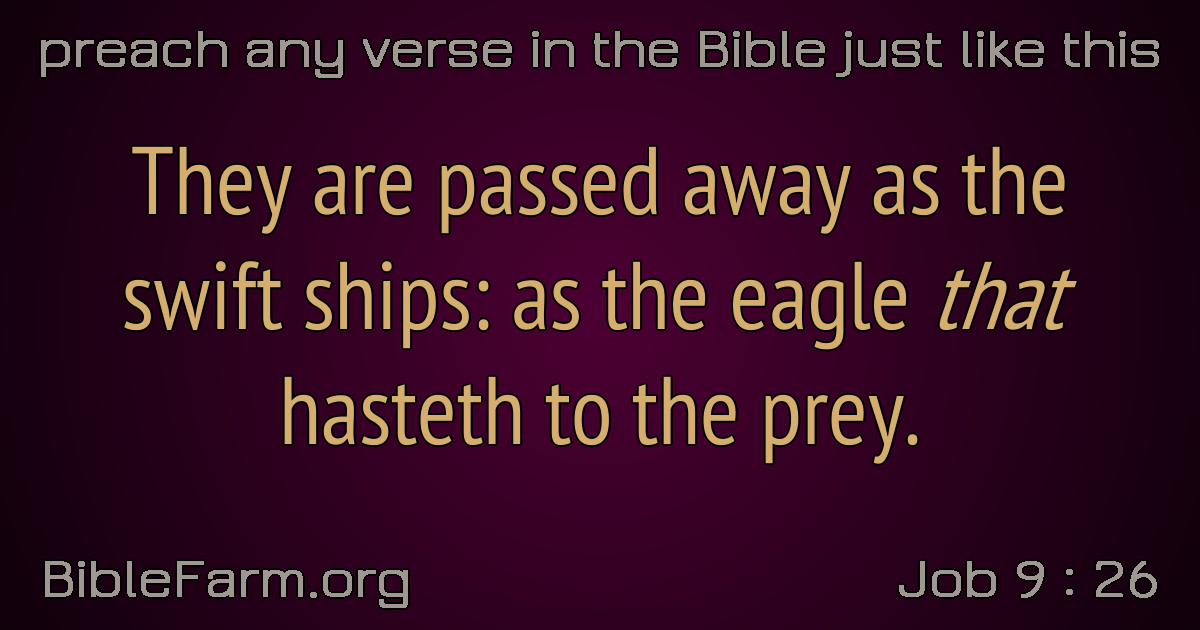 preach any verse in the Bible just like this
They are passed away as the
swift ships: as the eagle that
hasteth to the prey.
BibleFarm.org
Job 9 : 26